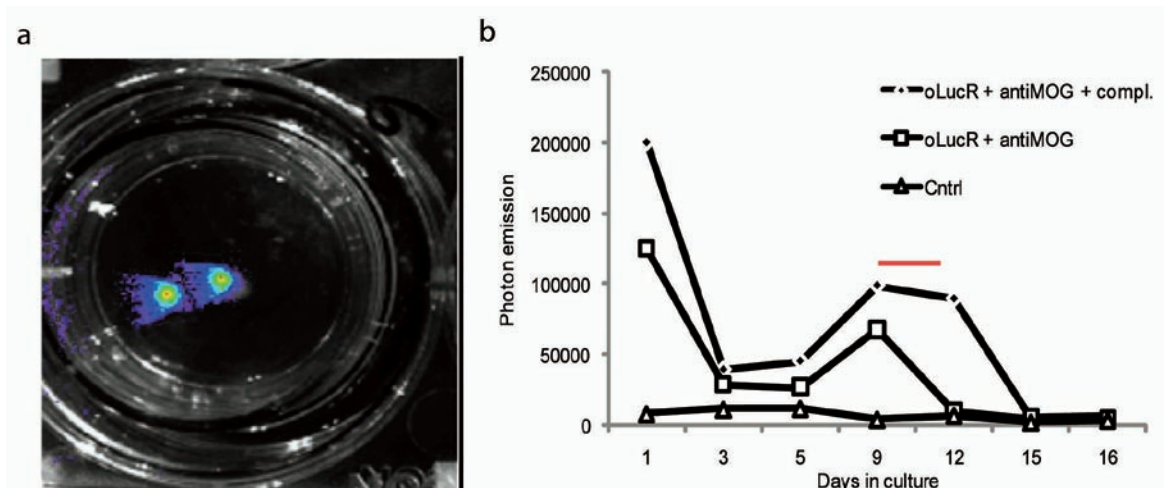 a
b
250000
200000
150000
100000
50000
0
Photon emission
oLucR + antiMOG + compl.
oLucR + antiMOG
Cntrl
1 3 5 9 12 15 16
Days in culture